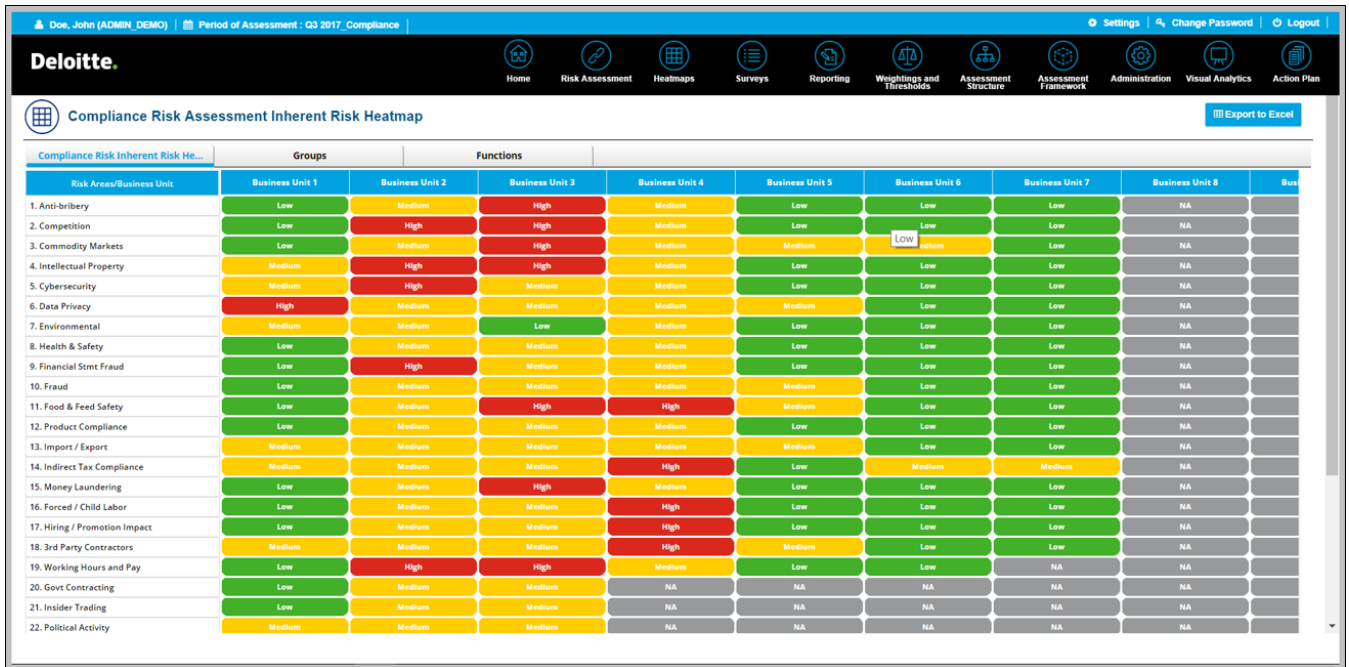 Doe, John (ADMIN_DEMO) | Period of Assessment : Q3 2017_Compliance | Settings | Change Password | Logout |
Deloitte.
Home Risk Assessment Heatmaps Surveys Reporting Weightings and Thresholds Assessment Structure Assessment Framework Administration Visual Analytics Action Plan
Compliance Risk Assessment Inherent Risk Heatmap Export to Excel
Compliance Risk Inherent Risk He... Groups Functions
Risk Areas/Business Unit Business Unit 1 Business Unit 2 Business Unit 3 Business Unit 4 Business Unit 5 Business Unit 6 Business Unit 7 Business Unit 8 Busi
1. Anti-bribery Low Medium High Medium Low Low Low NA
2. Competition Low High High Medium Low Low Low NA
Low
3. Commodity Markets Low Medium High Medium Medium edium Low NA
4. Intellectual Property Medium High High Medium Low Low Low NA
5. Cybersecurity Medium High Medium Medium Low Low Low NA
6. Data Privacy High Medium Medium Medium Medium Low Low NA
7. Environmental Medium Medium Low Medium Low Low Low NA
8. Health & Safety Low Medium Medium Medium Low Low Low NA
9. Financial Stmt Fraud Low High Medium Medium Low Low Low NA
10. Fraud Low Medium Medium Medium Medium Low Low NA
11. Food & Feed Safety Low Medium High High Medium Low Low NA
12. Product Compliance Low Medium Medium Medium Low Low Low NA
13. Import / Export Medium Medium Medium Medium Medium Low Low NA
14. Indirect Tax Compliance Medium Medium Medium High Low Medium Medium NA
15. Money Laundering Low Medium High Medium Low Low Low NA
16. Forced / Child Labor Low Medium Medium High Low Low Low NA
17. Hiring / Promotion Impact Low Medium Medium High Low Low Low NA
18. 3rd Party Contractors Medium Medium Medium High Medium Low Low NA
19. Working Hours and Pay Low High High Medium Low Low NA NA
20. Govt Contracting Low Medium Medium NA NA NA NA NA
21. Insider Trading Low Medium Medium NA NA NA NA NA
22. Political Activity Medium Medium Medium NA NA NA NA NA